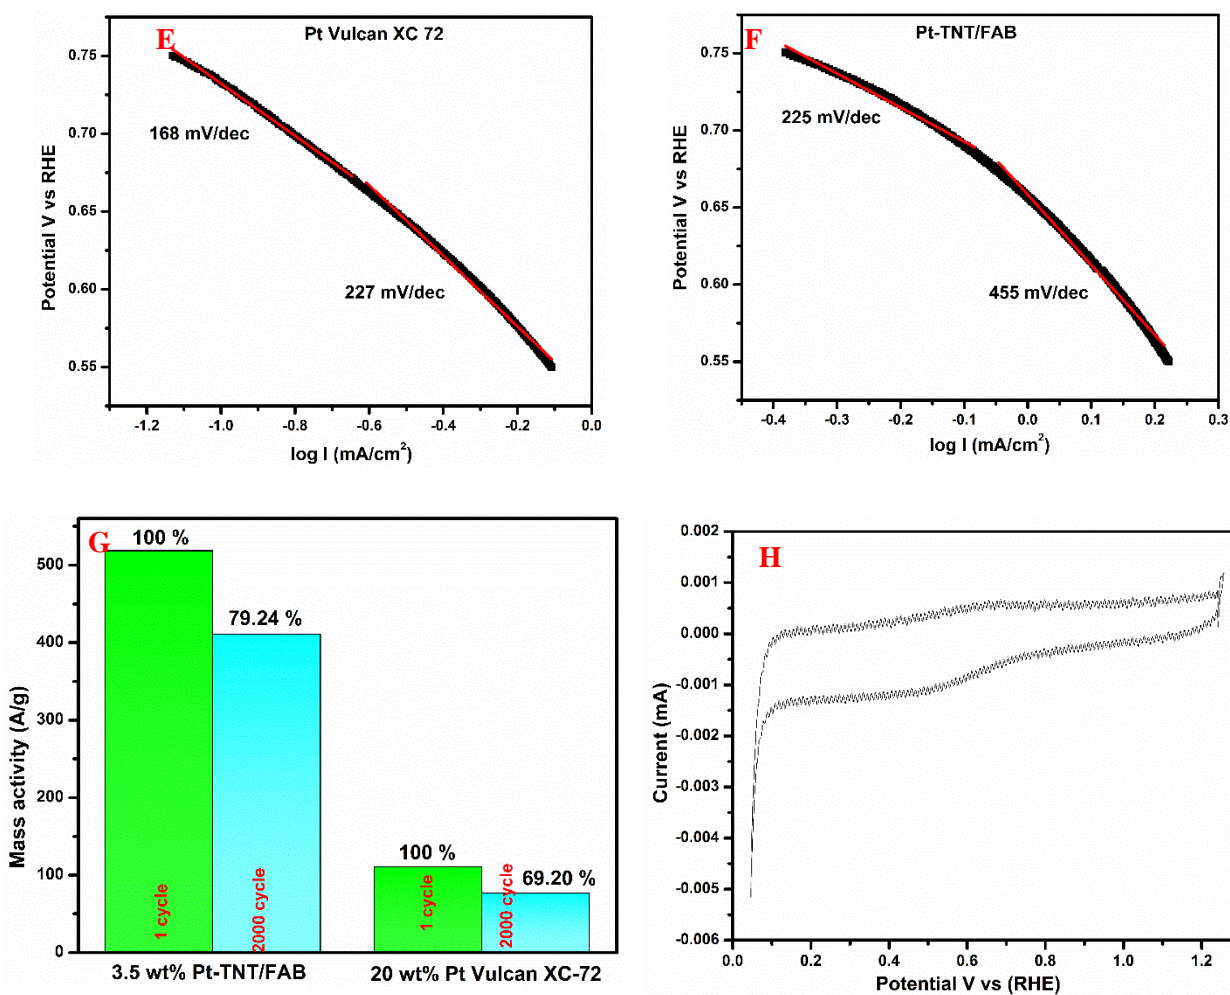 E
Pt Vulcan XC 72
0.75
0.70
0.65
0.60
0.55
Potential V vs RHE
168 mV/dec
227 mV/dec
-1.2
-1.0
-0.8
-0.6
-0.4
-0.2
0.0
log I (mA/cm²)
F
Pt-TNT/FAB
0.75
0.70
0.65
0.60
0.55
Potential V vs RHE
225 mV/dec
455 mV/dec
-0.4
-0.3
-0.2
-0.1
0.0
0.1
0.2
0.3
log I (mA/cm²)
G
500
400
300
200
100
0
Mass activity (A/g)
100 %
79.24 %
100 %
69.20 %
1 cycle
2000 cycle
1 cycle
2000 cycle
3.5 wt% Pt-TNT/FAB
20 wt% Pt Vulcan XC-72
H
0.002
0.001
0.000
-0.001
-0.002
-0.003
-0.004
-0.005
-0.006
Current (mA)
0.0
0.2
0.4
0.6
0.8
1.0
1.2
Potential V vs (RHE)